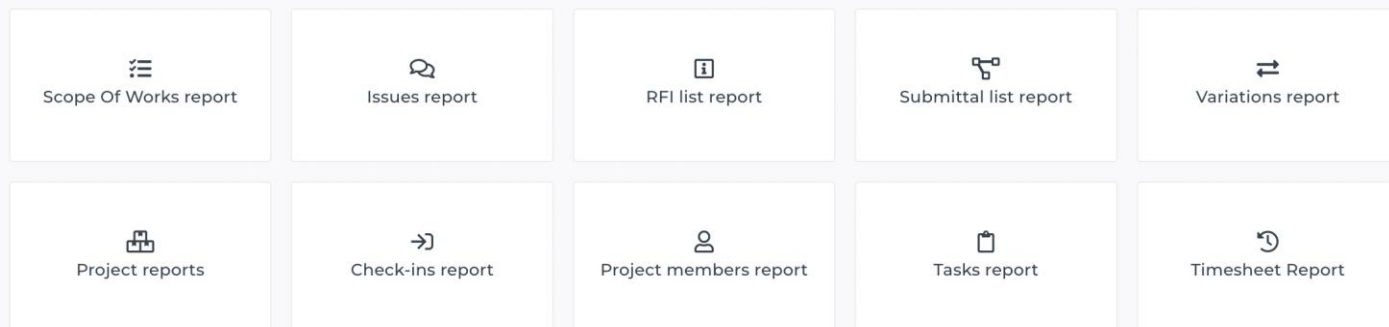 Scope Of Works report
Issues report
RFI list report
Submittal list report
Variations report
Project reports
Check-ins report
Project members report
Tasks report
Timesheet Report